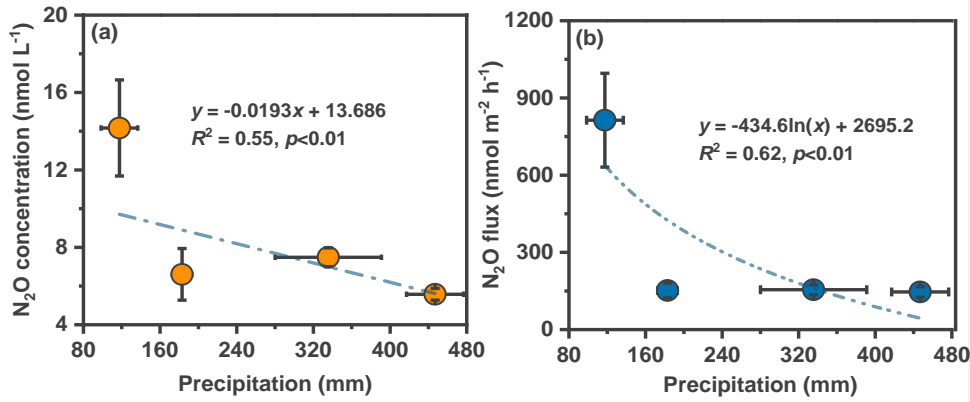 (a)
N₂O concentration (nmol L⁻¹)
20
16
12
8
4
y = -0.0193x + 13.686
R² = 0.55, p<0.01
80 160 240 320 400 480
Precipitation (mm)
(b)
N₂O flux (nmol m⁻² h⁻¹)
1200
900
600
300
0
y = -434.6ln(x) + 2695.2
R² = 0.62, p<0.01
80 160 240 320 400 480
Precipitation (mm)